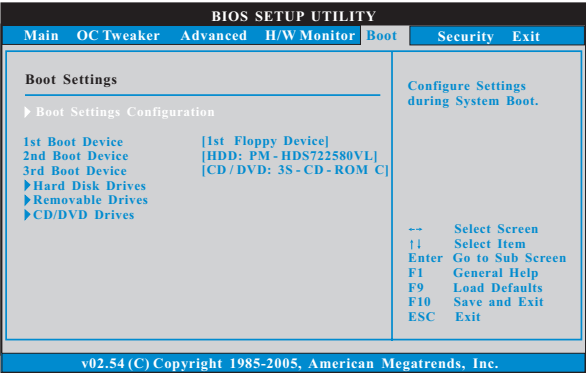 BIOS SETUP UTILITY
Main OC Tweaker Advanced H/W Monitor Boot Security Exit
Boot Settings
Boot Settings Configuration
1st Boot Device [1st Floppy Device]
2nd Boot Device [HDD: PM - HDS722580VL]
3rd Boot Device [CD / DVD: 3S - CD - ROM C]
Hard Disk Drives
Removable Drives
CD/DVD Drives
Configure Settings
during System Boot.
←→ Select Screen
↑↓ Select Item
Enter Go to Sub Screen
F1 General Help
F9 Load Defaults
F10 Save and Exit
ESC Exit
v02.54 (C) Copyright 1985-2005, American Megatrends, Inc.